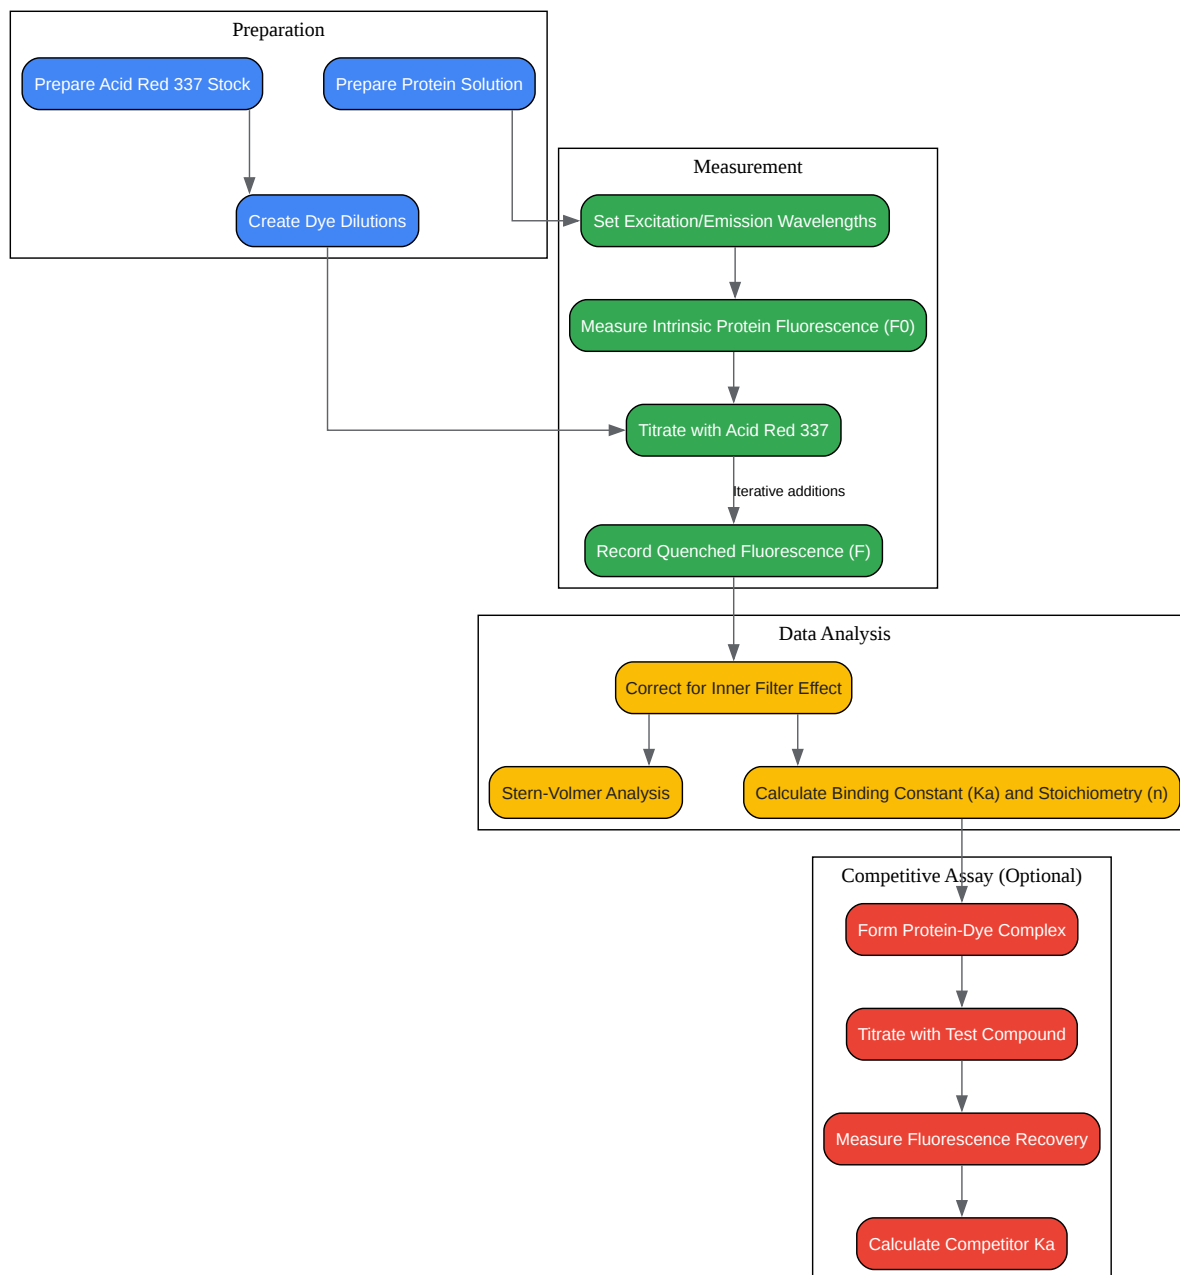 Preparation
Prepare Acid Red 337 Stock
Prepare Protein Solution
Create Dye Dilutions
Measurement
Set Excitation/Emission Wavelengths
Measure Intrinsic Protein Fluorescence (F0)
Titrate with Acid Red 337
Iterative additions
Record Quenched Fluorescence (F)
Data Analysis
Correct for Inner Filter Effect
Stern-Volmer Analysis
Calculate Binding Constant (Ka) and Stoichiometry (n)
Competitive Assay (Optional)
Form Protein-Dye Complex
Titrate with Test Compound
Measure Fluorescence Recovery
Calculate Competitor Ka